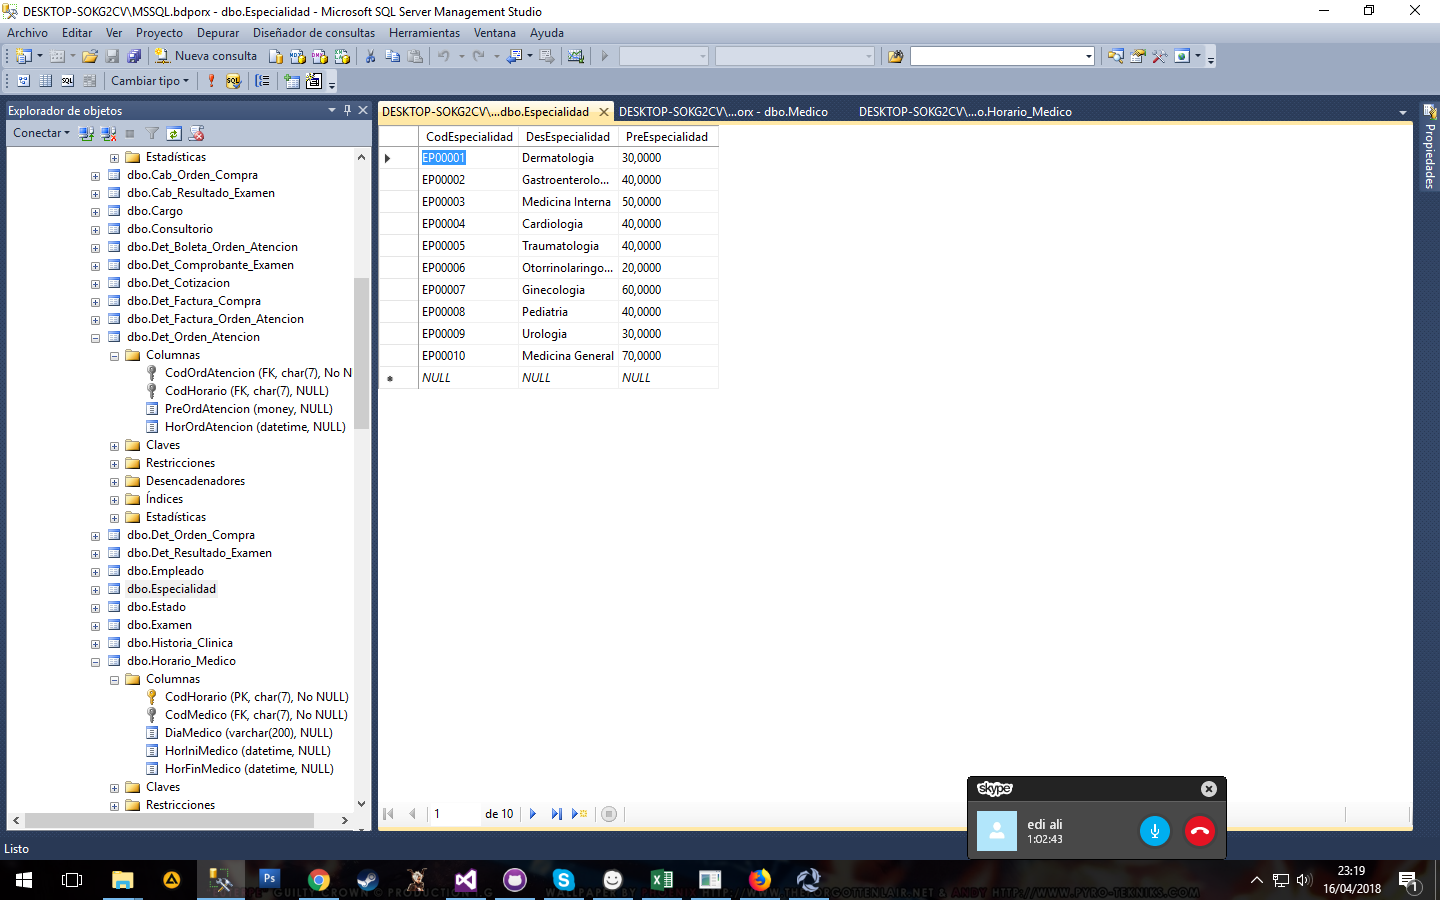 DESKTOP-SOKG2CV\MSSQL.bdporx - dbo.Especialidad - Microsoft SQL Server Management Studio
Archivo Editar Ver Proyecto Depurar Diseñador de consultas Herramientas Ventana Ayuda
Nueva consulta
SQL Cambiar tipo
Explorador de objetos
Conectar
Estadísticas
dbo.Cab_Orden_Compra
dbo.Cab_Resultado_Examen
dbo.Cargo
dbo.Consultorio
dbo.Det_Boleta_Orden_Atencion
dbo.Det_Comprobante_Examen
dbo.Det_Cotizacion
dbo.Det_Factura_Compra
dbo.Det_Factura_Orden_Atencion
dbo.Det_Orden_Atencion
Columnas
CodOrdAtencion (FK, char(7), No N
CodHorario (FK, char(7), NULL)
PreOrdAtencion (money, NULL)
HorOrdAtencion (datetime, NULL)
Claves
Restricciones
Desencadenadores
Índices
Estadísticas
dbo.Det_Orden_Compra
dbo.Det_Resultado_Examen
dbo.Empleado
dbo.Especialidad
dbo.Estado
dbo.Examen
dbo.Historia_Clinica
dbo.Horario_Medico
Columnas
CodHorario (PK, char(7), No NULL)
CodMedico (FK, char(7), No NULL)
DiaMedico (varchar(200), NULL)
HorIniMedico (datetime, NULL)
HorFinMedico (datetime, NULL)
Claves
Restricciones
DESKTOP-SOKG2CV\...dbo.Especialidad DESKTOP-SOKG2CV\...orx - dbo.Medico DESKTOP-SOKG2CV\...o.Horario_Medico
CodEspecialidad DesEspecialidad PreEspecialidad
EP00001 Dermatologia 30,0000
EP00002 Gastroenterolo... 40,0000
EP00003 Medicina Interna 50,0000
EP00004 Cardiologia 40,0000
EP00005 Traumatologia 40,0000
EP00006 Otorrinolaringo... 20,0000
EP00007 Ginecologia 60,0000
EP00008 Pediatria 40,0000
EP00009 Urologia 30,0000
EP00010 Medicina General 70,0000
NULL NULL NULL
1 de 10
Propiedades
skype
edi ali
1:02:43
Listo
23:19
16/04/2018
1